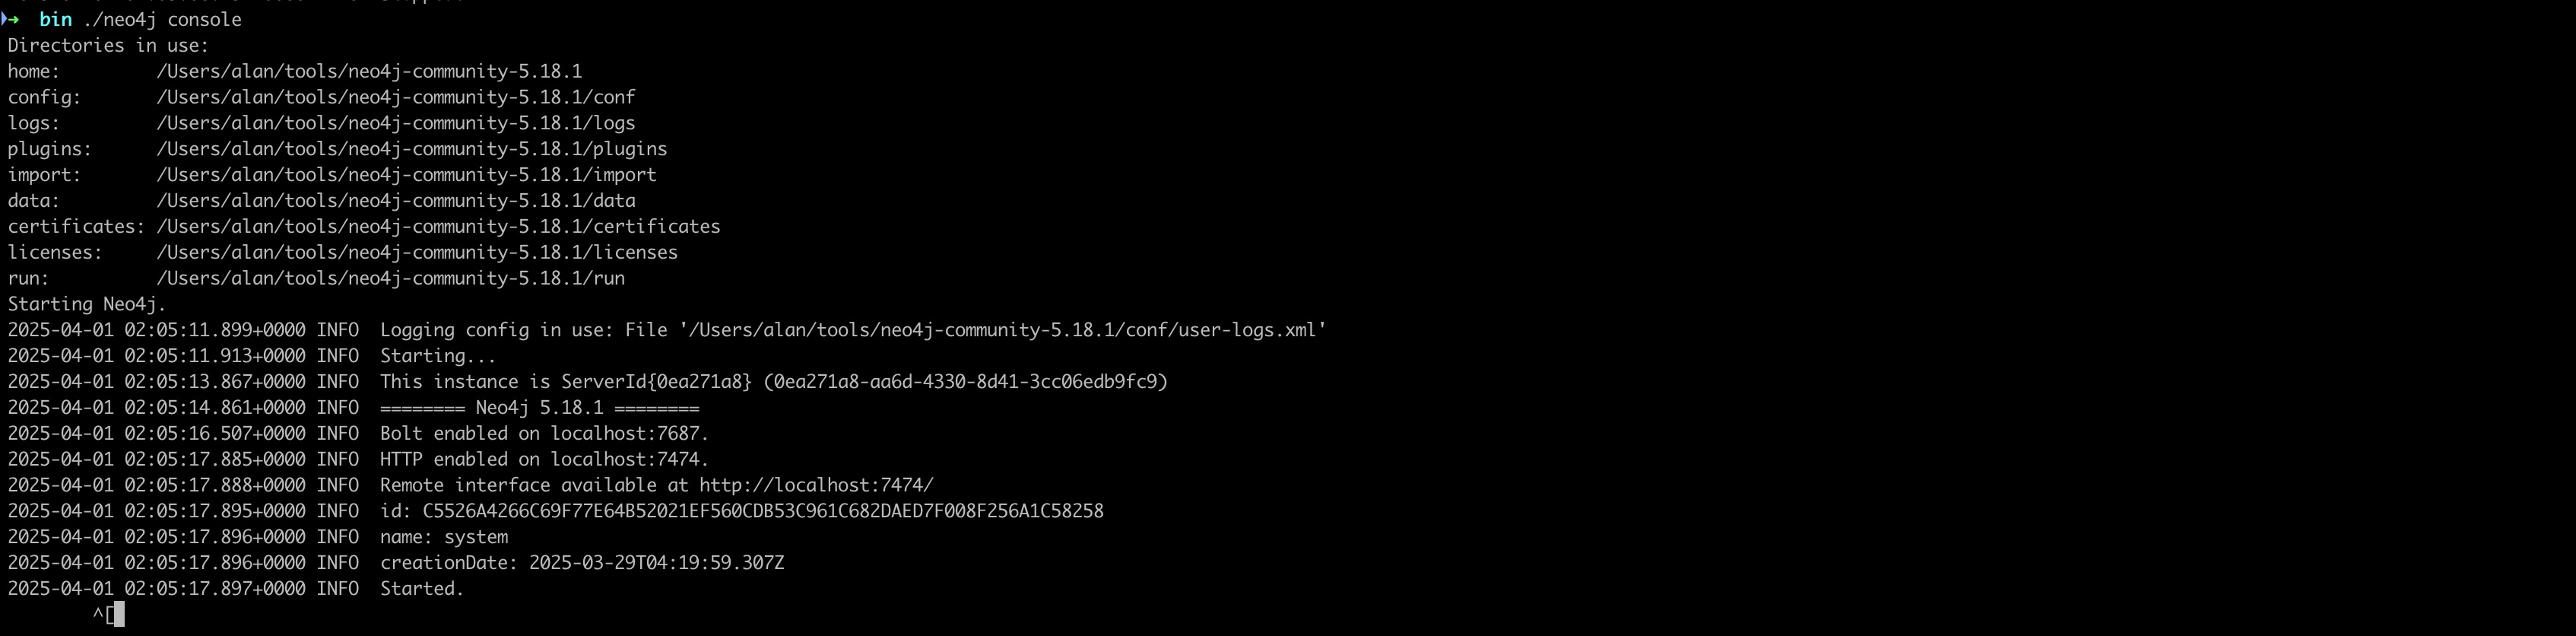 ➜  bin ./neo4j console
Directories in use:
home:         /Users/alan/tools/neo4j-community-5.18.1
config:       /Users/alan/tools/neo4j-community-5.18.1/conf
logs:         /Users/alan/tools/neo4j-community-5.18.1/logs
plugins:      /Users/alan/tools/neo4j-community-5.18.1/plugins
import:       /Users/alan/tools/neo4j-community-5.18.1/import
data:         /Users/alan/tools/neo4j-community-5.18.1/data
certificates: /Users/alan/tools/neo4j-community-5.18.1/certificates
licenses:     /Users/alan/tools/neo4j-community-5.18.1/licenses
run:          /Users/alan/tools/neo4j-community-5.18.1/run
Starting Neo4j.
2025-04-01 02:05:11.899+0000 INFO  Logging config in use: File '/Users/alan/tools/neo4j-community-5.18.1/conf/user-logs.xml'
2025-04-01 02:05:11.913+0000 INFO  Starting...
2025-04-01 02:05:13.867+0000 INFO  This instance is ServerId{0ea271a8} (0ea271a8-aa6d-4330-8d41-3cc06edb9fc9)
2025-04-01 02:05:14.861+0000 INFO  ======== Neo4j 5.18.1 ========
2025-04-01 02:05:16.507+0000 INFO  Bolt enabled on localhost:7687.
2025-04-01 02:05:17.885+0000 INFO  HTTP enabled on localhost:7474.
2025-04-01 02:05:17.888+0000 INFO  Remote interface available at http://localhost:7474/
2025-04-01 02:05:17.895+0000 INFO  id: C5526A4266C69F77E64B52021EF560CDB53C961C682DAED7F008F256A1C58258
2025-04-01 02:05:17.896+0000 INFO  name: system
2025-04-01 02:05:17.896+0000 INFO  creationDate: 2025-03-29T04:19:59.307Z
2025-04-01 02:05:17.897+0000 INFO  Started.
^[